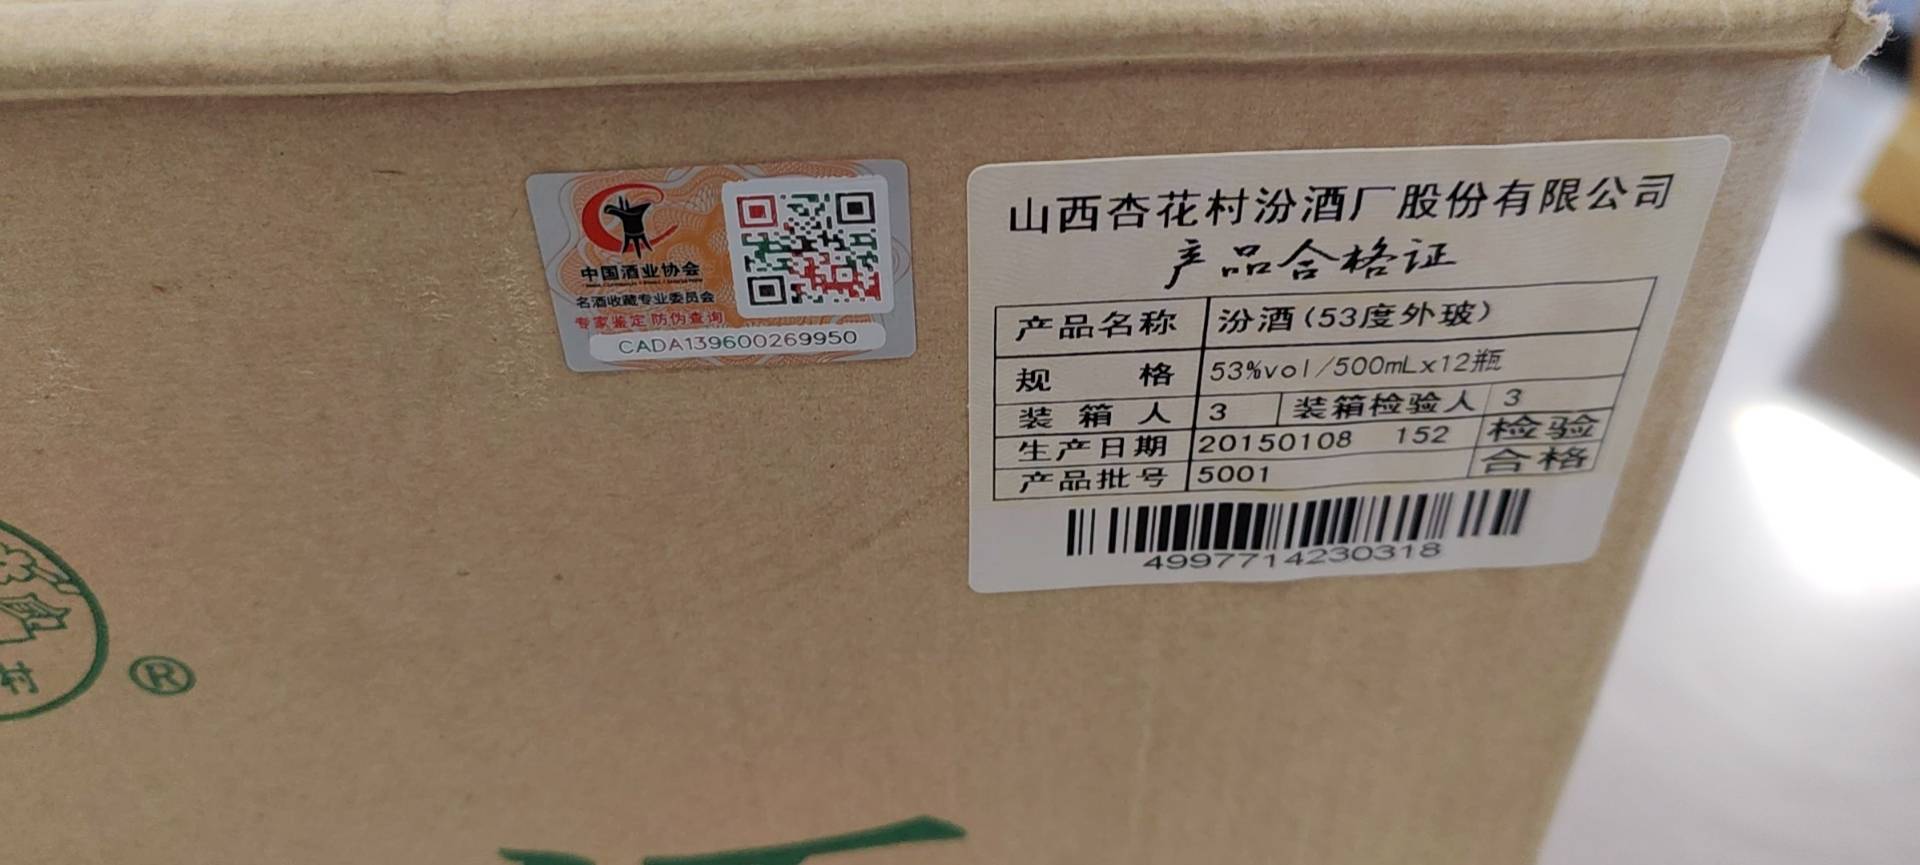 中国酒业协会
名酒收藏专业委员会
专家鉴定 防伪查询
CADA139600269950
山西杏花村汾酒厂股份有限公司
产品合格证
产品名称 汾酒(53度外玻)
规 格 53%vol/500mLx12瓶
装箱人 3 装箱检验人 3
生产日期 20150108 152 检验
产品批号 5001 合格
4997714230318
村
®